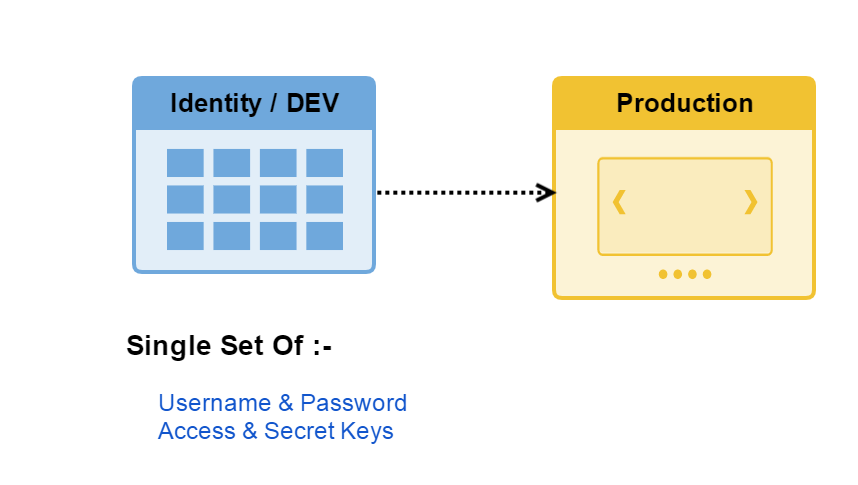 Identity / DEV
Production
Single Set Of :-
Username & Password
Access & Secret Keys